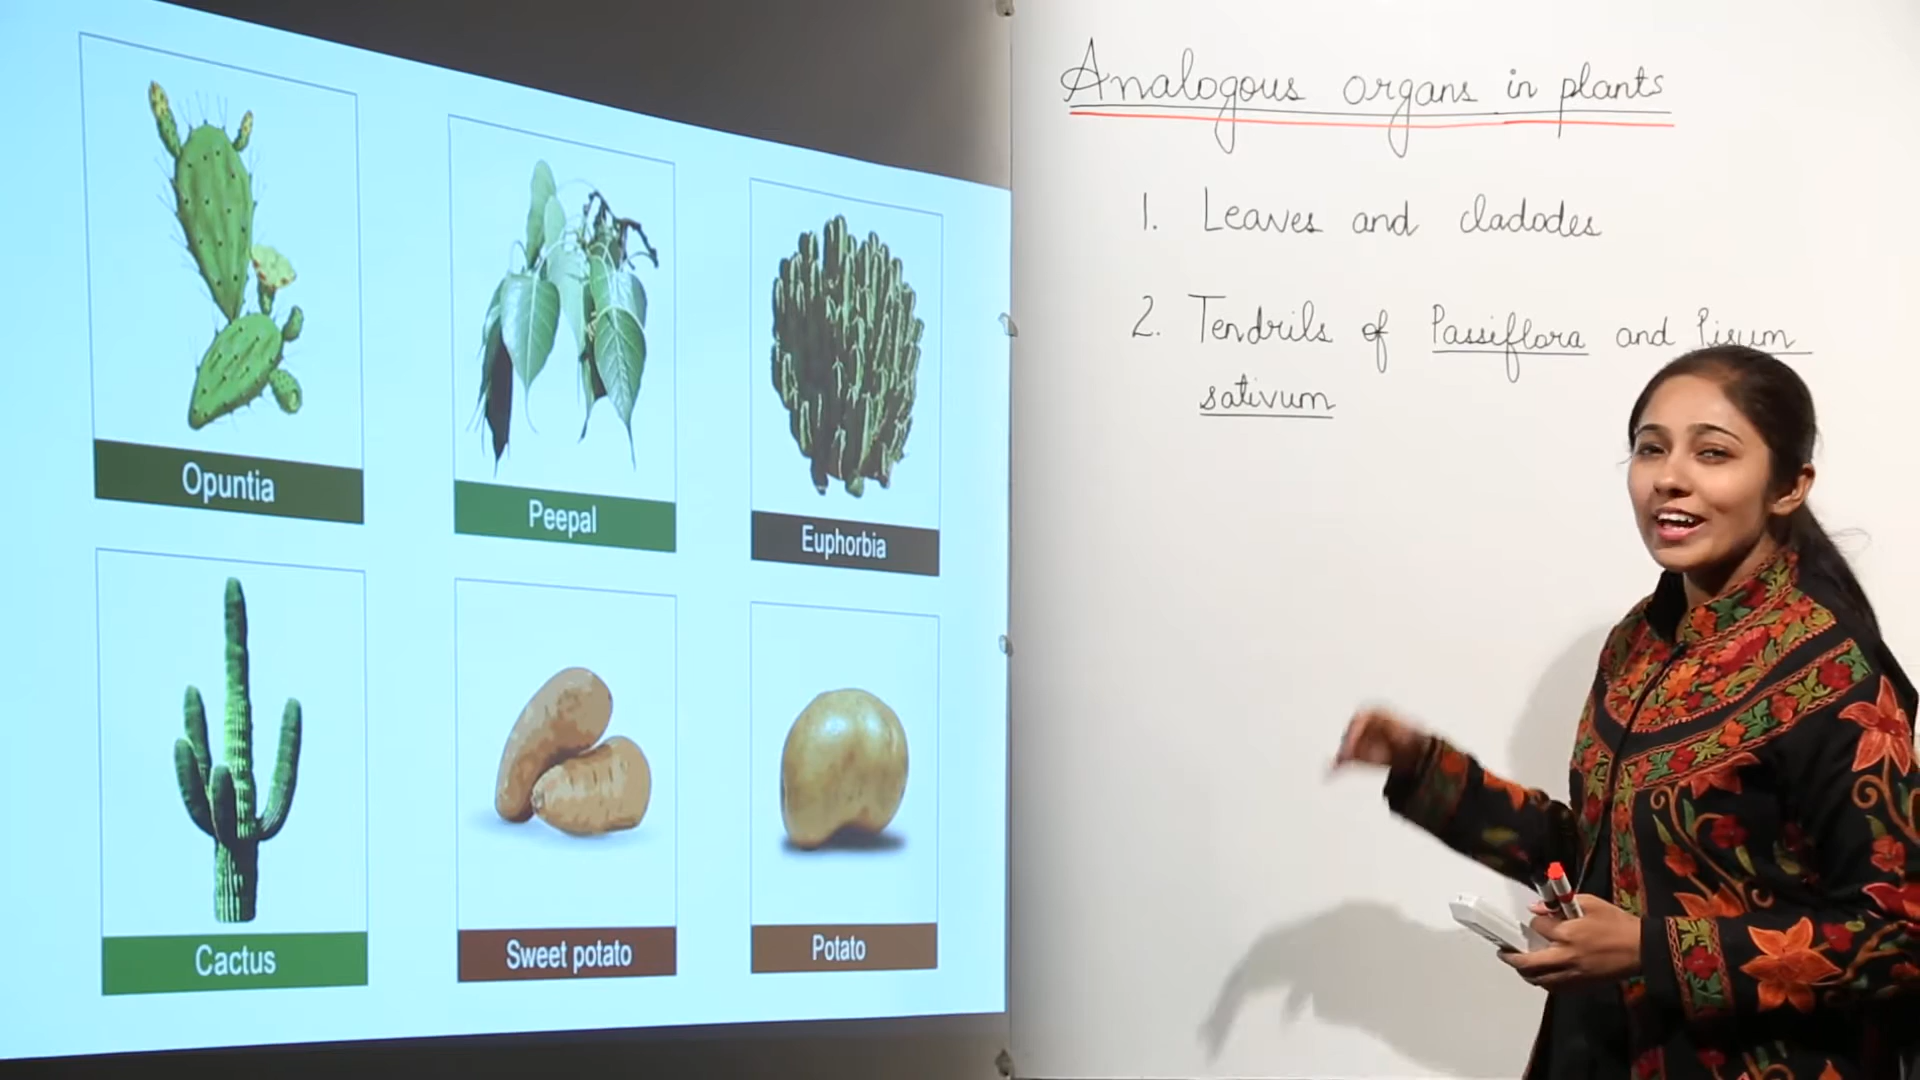 Analogous organs in plants
1. Leaves and cladodes
2. Tendrils of Passiflora and Pisum
sativum
Opuntia
Peepal
Euphorbia
Cactus
Sweet potato
Potato